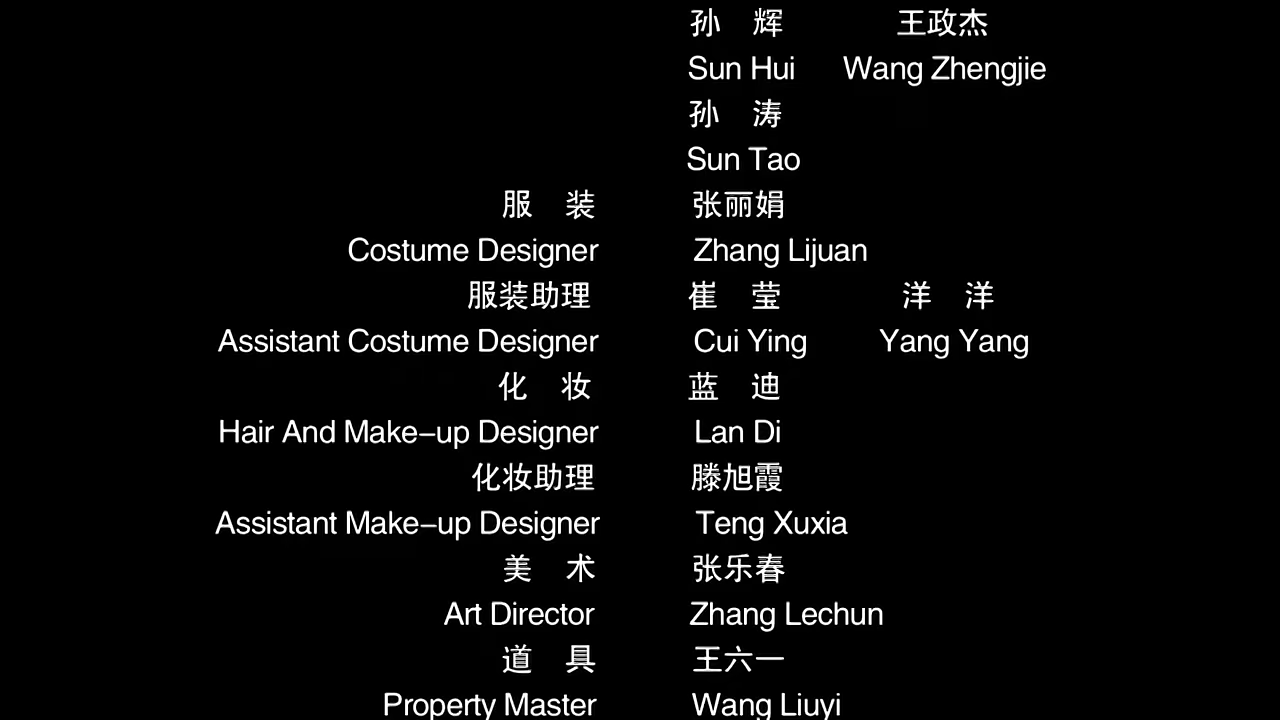 孙 辉 王政杰
Sun Hui Wang Zhengjie
孙 涛
Sun Tao
服 装 张丽娟
Costume Designer Zhang Lijuan
服装助理 崔 莹 洋 洋
Assistant Costume Designer Cui Ying Yang Yang
化 妆 蓝 迪
Hair And Make-up Designer Lan Di
化妆助理 滕旭霞
Assistant Make-up Designer Teng Xuxia
美 术 张乐春
Art Director Zhang Lechun
道 具 王六一
Property Master Wang Liuyi